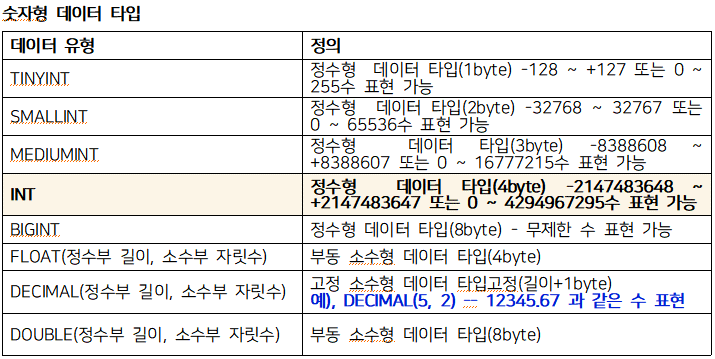 숫자형 데이터 타입
데이터 유형
정의
TINYINT
정수형 데이터 타입(1byte) -128 ~ +127 또는 0 ~
255수 표현 가능
SMALLINT
정수형 데이터 타입(2byte) -32768 ~ 32767 또는
0 ~ 65536수 표현 가능
MEDIUMINT
정수형 데이터 타입(3byte) -8388608 ~
+8388607 또는 0 ~ 16777215수 표현 가능
INT
정수형 데이터 타입(4byte) -2147483648 ~
+2147483647 또는 0 ~ 4294967295수 표현 가능
BIGINT
정수형 데이터 타입(8byte) - 무제한 수 표현 가능
FLOAT(정수부 길이, 소수부 자릿수)
부동 소수형 데이터 타입(4byte)
DECIMAL(정수부 길이, 소수부 자릿수)
고정 소수형 데이터 타입고정(길이+1byte)
예), DECIMAL(5, 2) -- 12345.67 과 같은 수 표현
DOUBLE(정수부 길이, 소수부 자릿수)
부동 소수형 데이터 타입(8byte)